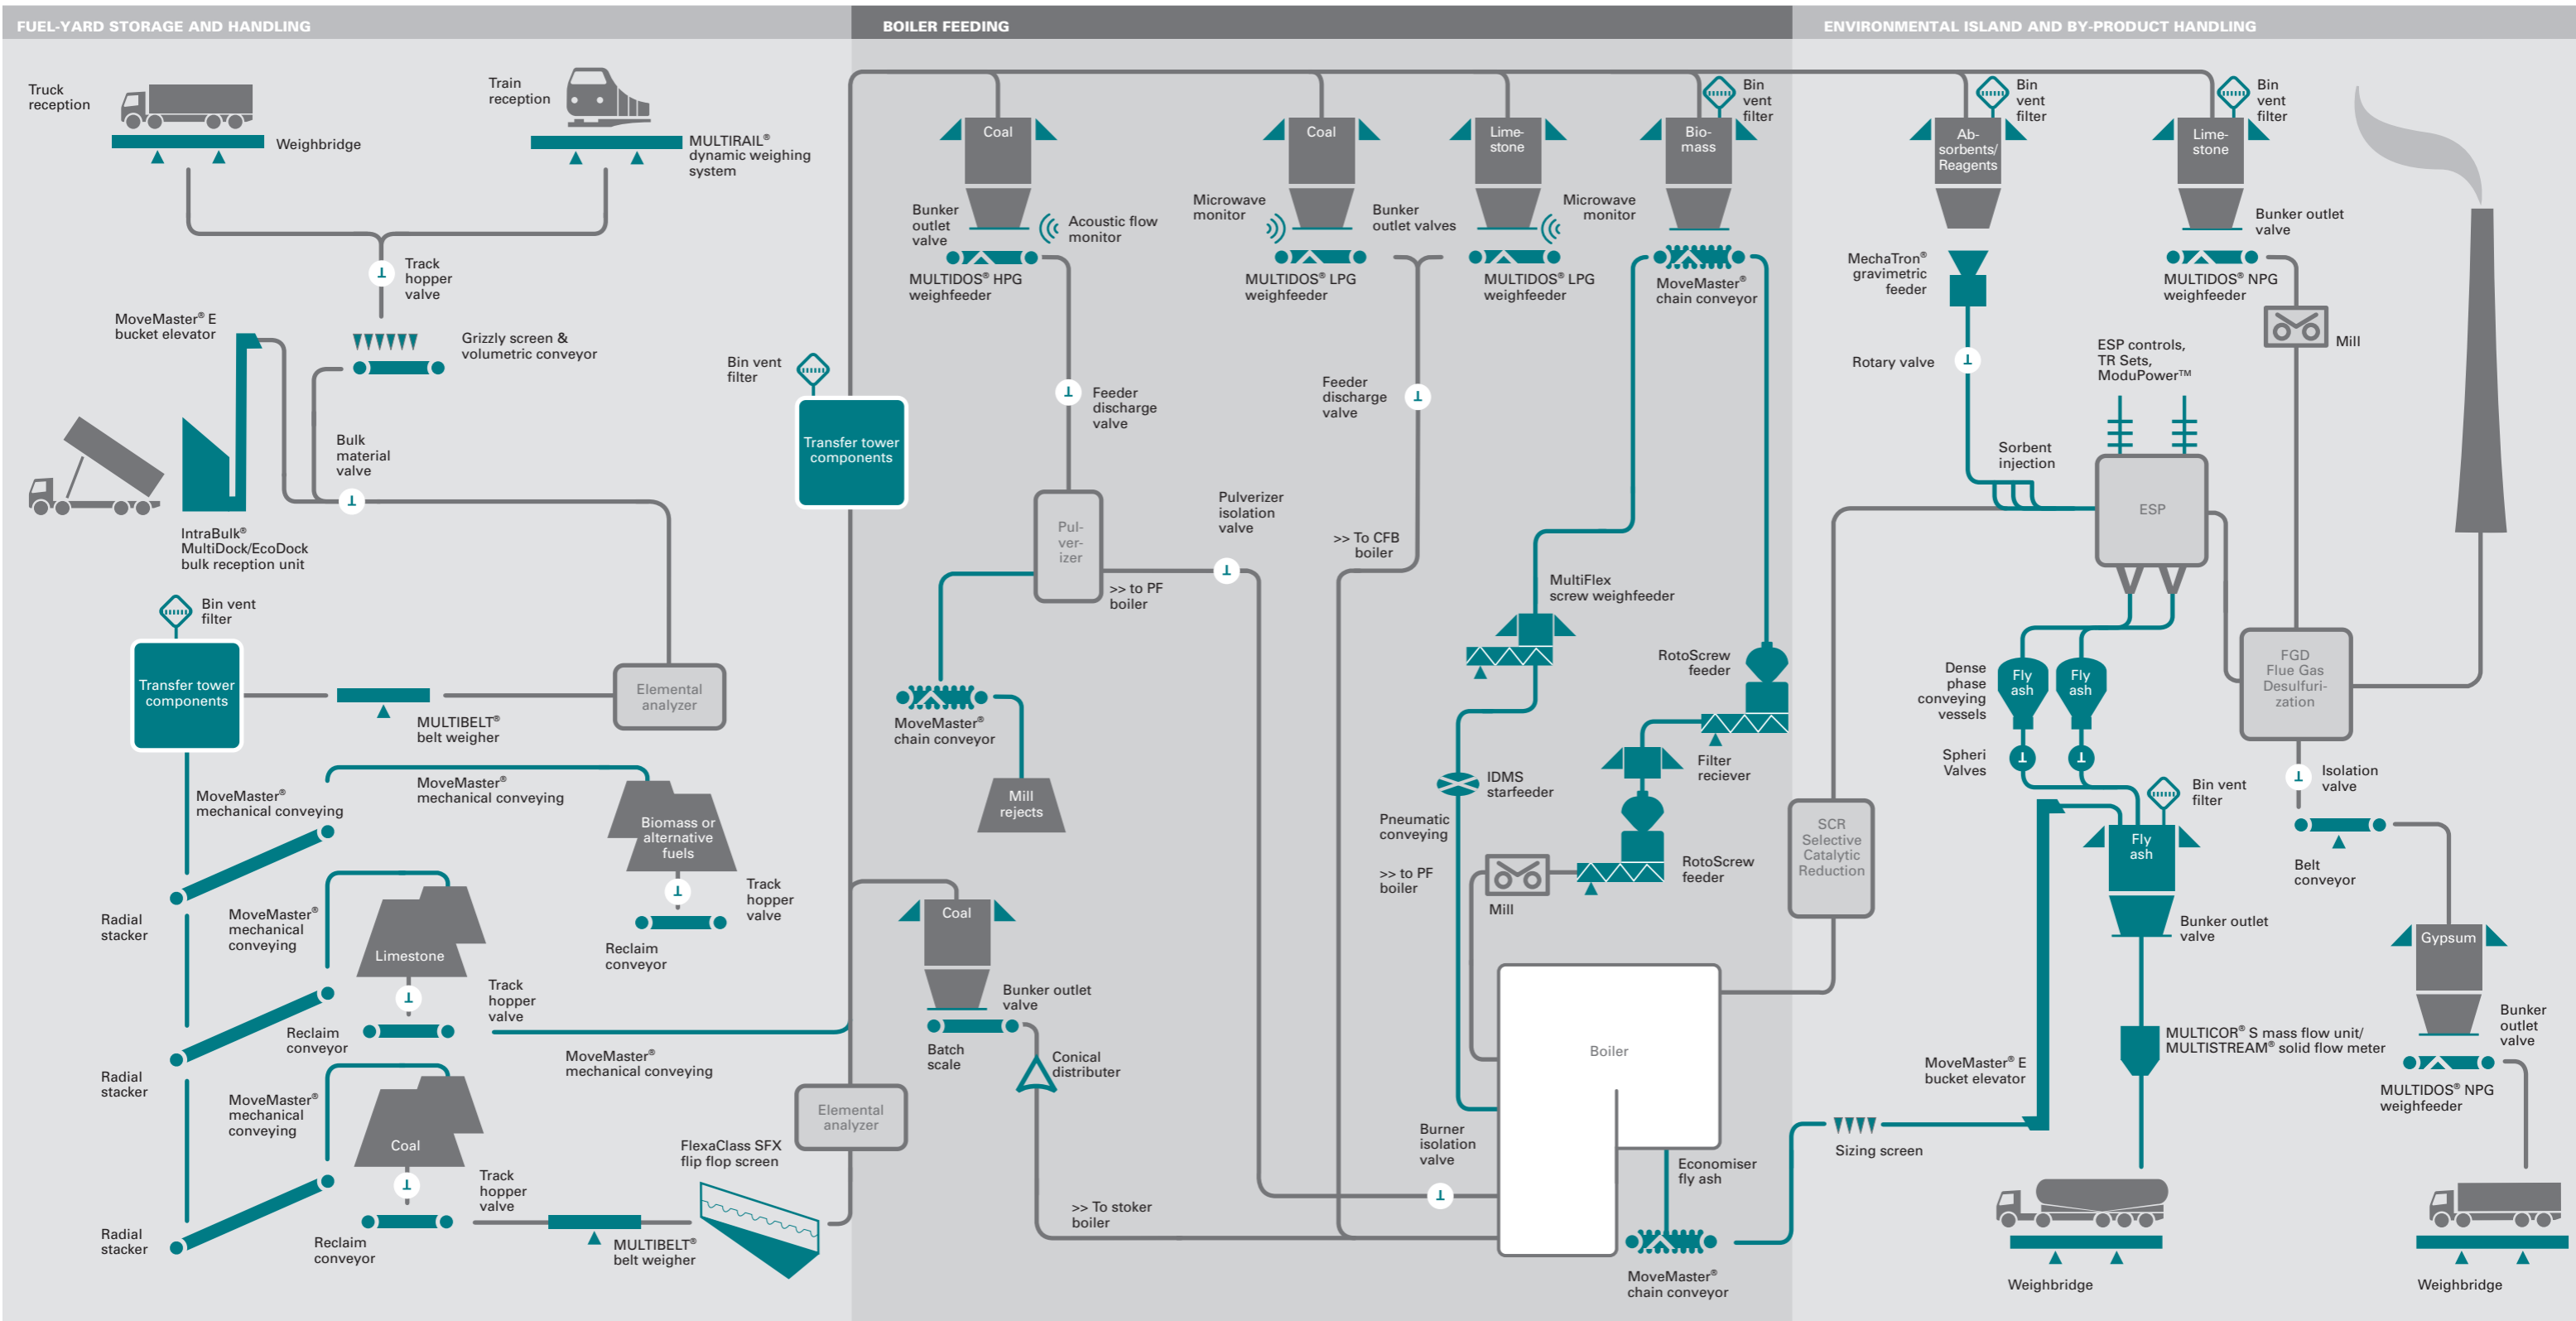 FUEL-YARD STORAGE AND HANDLING
Truck
reception
Weighbridge
Train
reception
MULTIRAIL®
dynamic weighing
system
Track
hopper
valve
MoveMaster® E
bucket elevator
Grizzly screen &
volumetric conveyor
Bulk
material
valve
IntraBulk®
MultiDock/EcoDock
bulk reception unit
Bin vent
filter
Transfer tower
components
MULTIBELT®
belt weigher
Elemental
analyzer
MoveMaster®
mechanical conveying
MoveMaster®
mechanical conveying
Biomass or
alternative
fuels
Track
hopper
valve
Reclaim
conveyor
Radial
stacker
MoveMaster®
mechanical
conveying
Limestone
Track
hopper
valve
Reclaim
conveyor
MoveMaster®
mechanical conveying
Radial
stacker
MoveMaster®
mechanical
conveying
Coal
Track
hopper
valve
Reclaim
conveyor
Radial
stacker
MULTIBELT®
belt weigher
FlexaClass SFX
flip flop screen
Elemental
analyzer
Bin vent
filter
Transfer tower
components
BOILER FEEDING
Coal
Bunker
outlet
valve
Acoustic flow
monitor
MULTIDOS® HPG
weighfeeder
Feeder
discharge
valve
Pul-
ver-
izer
>> to PF
boiler
Pulverizer
isolation
valve
MoveMaster®
chain conveyor
Mill
rejects
Coal
Bunker outlet
valve
Batch
scale
Conical
distributer
>> To stoker
boiler
Coal
Microwave
monitor
Bunker
outlet valves
MULTIDOS® LPG
weighfeeder
Lime-
stone
Microwave
monitor
MULTIDOS® LPG
weighfeeder
Feeder
discharge
valve
>> To CFB
boiler
Bio-
mass
Bin
vent
filter
MoveMaster®
chain conveyor
MultiFlex
screw weighfeeder
RotoScrew
feeder
Filter
reciever
IDMS
starfeeder
Pneumatic
conveying
>> to PF
boiler
RotoScrew
feeder
Mill
Boiler
Burner
isolation
valve
Economiser
fly ash
MoveMaster®
chain conveyor
ENVIRONMENTAL ISLAND AND BY-PRODUCT HANDLING
Ab-
sorbents/
Reagents
Bin
vent
filter
MechaTron®
gravimetric
feeder
Rotary valve
Sorbent
injection
Lime-
stone
Bin
vent
filter
Bunker outlet
valve
MULTIDOS® NPG
weighfeeder
Mill
ESP controls,
TR Sets,
ModuPower™
ESP
SCR
Selective
Catalytic
Reduction
Dense
phase
conveying
vessels
Fly
ash
Fly
ash
Spheri
Valves
FGD
Flue Gas
Desulfuri-
zation
Isolation
valve
Belt
conveyor
Bin vent
filter
Fly
ash
Bunker outlet
valve
MULTICOR® S mass flow unit/
MULTISTREAM® solid flow meter
MoveMaster® E
bucket elevator
Sizing screen
Weighbridge
Gypsum
Bunker
outlet
valve
MULTIDOS® NPG
weighfeeder
Weighbridge